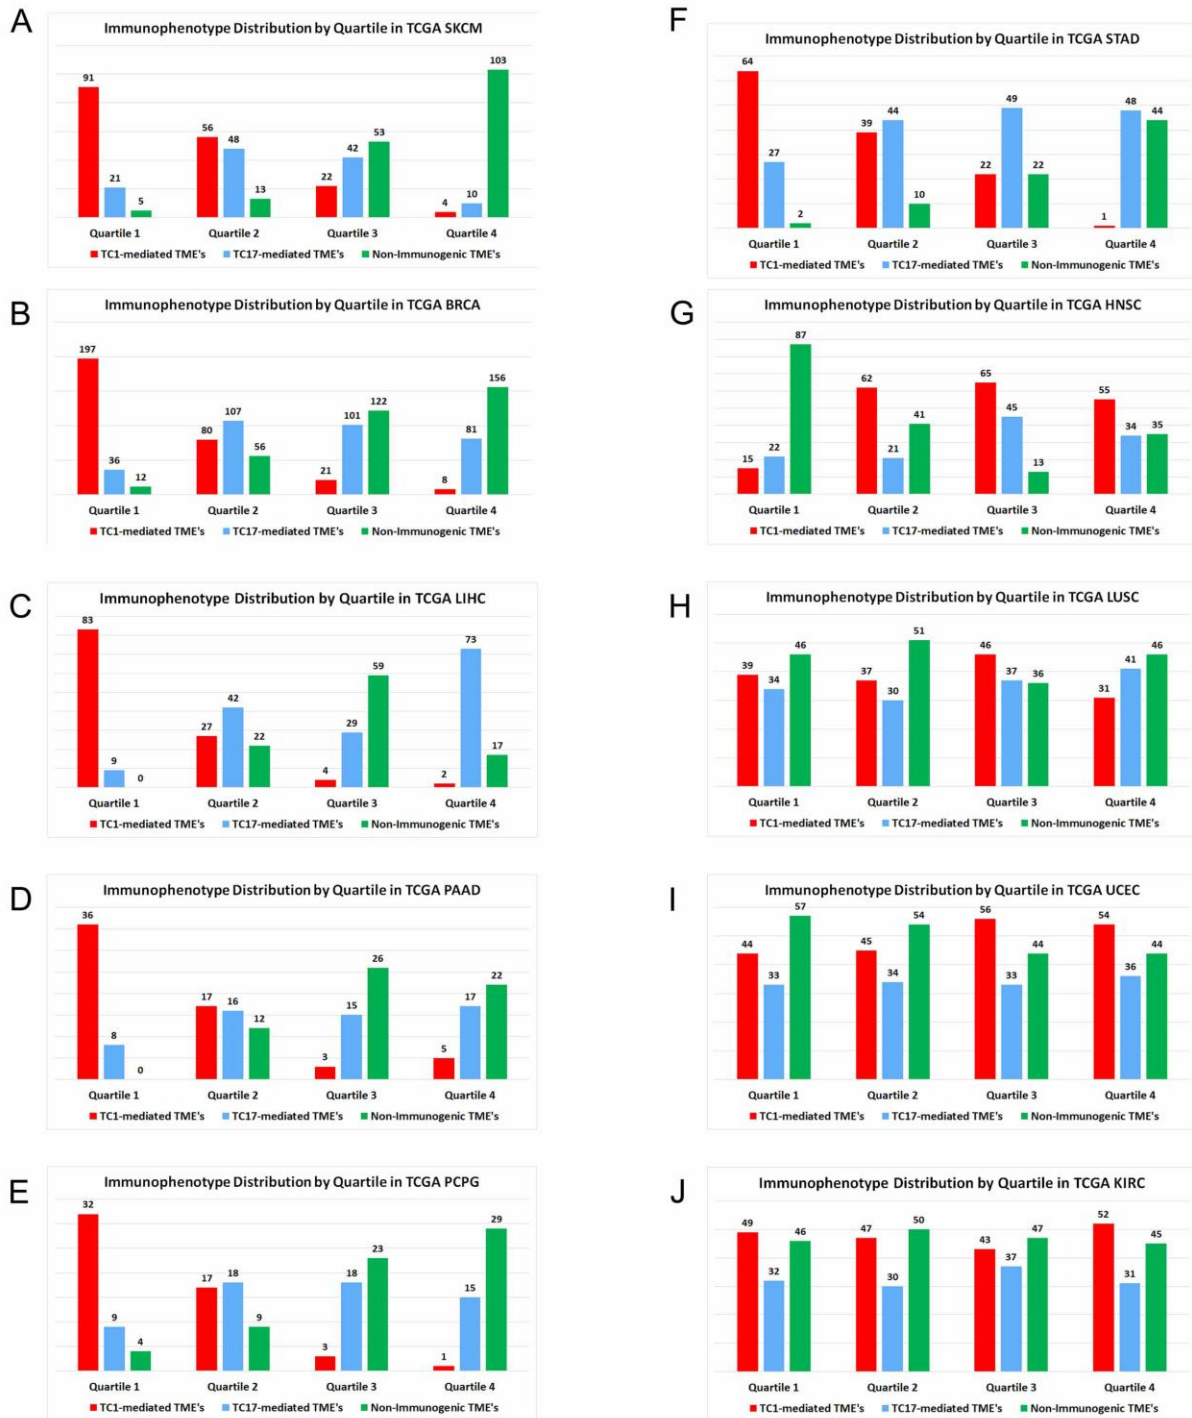 A
Immunophenotype Distribution by Quartile in TCGA SKCM
91 21 5 56 48 13 22 42 53 4 10 103
Quartile 1 Quartile 2 Quartile 3 Quartile 4
TC1-mediated TME's TC17-mediated TME's Non-Immunogenic TME's
B
Immunophenotype Distribution by Quartile in TCGA BRCA
197 36 12 80 107 56 21 101 122 8 81 156
Quartile 1 Quartile 2 Quartile 3 Quartile 4
TC1-mediated TME's TC17-mediated TME's Non-Immunogenic TME's
C
Immunophenotype Distribution by Quartile in TCGA LIHC
83 9 0 27 42 22 4 29 59 2 73 17
Quartile 1 Quartile 2 Quartile 3 Quartile 4
TC1-mediated TME's TC17-mediated TME's Non-Immunogenic TME's
D
Immunophenotype Distribution by Quartile in TCGA PAAD
36 8 0 17 16 12 3 15 26 5 17 22
Quartile 1 Quartile 2 Quartile 3 Quartile 4
TC1-mediated TME's TC17-mediated TME's Non-Immunogenic TME's
E
Immunophenotype Distribution by Quartile in TCGA PCPG
32 9 4 17 18 9 3 18 23 1 15 29
Quartile 1 Quartile 2 Quartile 3 Quartile 4
TC1-mediated TME's TC17-mediated TME's Non-Immunogenic TME's
F
Immunophenotype Distribution by Quartile in TCGA STAD
64 27 2 39 44 10 22 49 22 1 48 44
Quartile 1 Quartile 2 Quartile 3 Quartile 4
TC1-mediated TME's TC17-mediated TME's Non-Immunogenic TME's
G
Immunophenotype Distribution by Quartile in TCGA HNSC
15 22 87 62 21 41 65 45 13 55 34 35
Quartile 1 Quartile 2 Quartile 3 Quartile 4
TC1-mediated TME's TC17-mediated TME's Non-Immunogenic TME's
H
Immunophenotype Distribution by Quartile in TCGA LUSC
39 34 46 37 30 51 46 37 36 31 41 46
Quartile 1 Quartile 2 Quartile 3 Quartile 4
TC1-mediated TME's TC17-mediated TME's Non-Immunogenic TME's
I
Immunophenotype Distribution by Quartile in TCGA UCEC
44 33 57 45 34 54 56 33 44 54 36 44
Quartile 1 Quartile 2 Quartile 3 Quartile 4
TC1-mediated TME's TC17-mediated TME's Non-Immunogenic TME's
J
Immunophenotype Distribution by Quartile in TCGA KIRC
49 32 46 47 30 50 43 37 47 52 31 45
Quartile 1 Quartile 2 Quartile 3 Quartile 4
TC1-mediated TME's TC17-mediated TME's Non-Immunogenic TME's